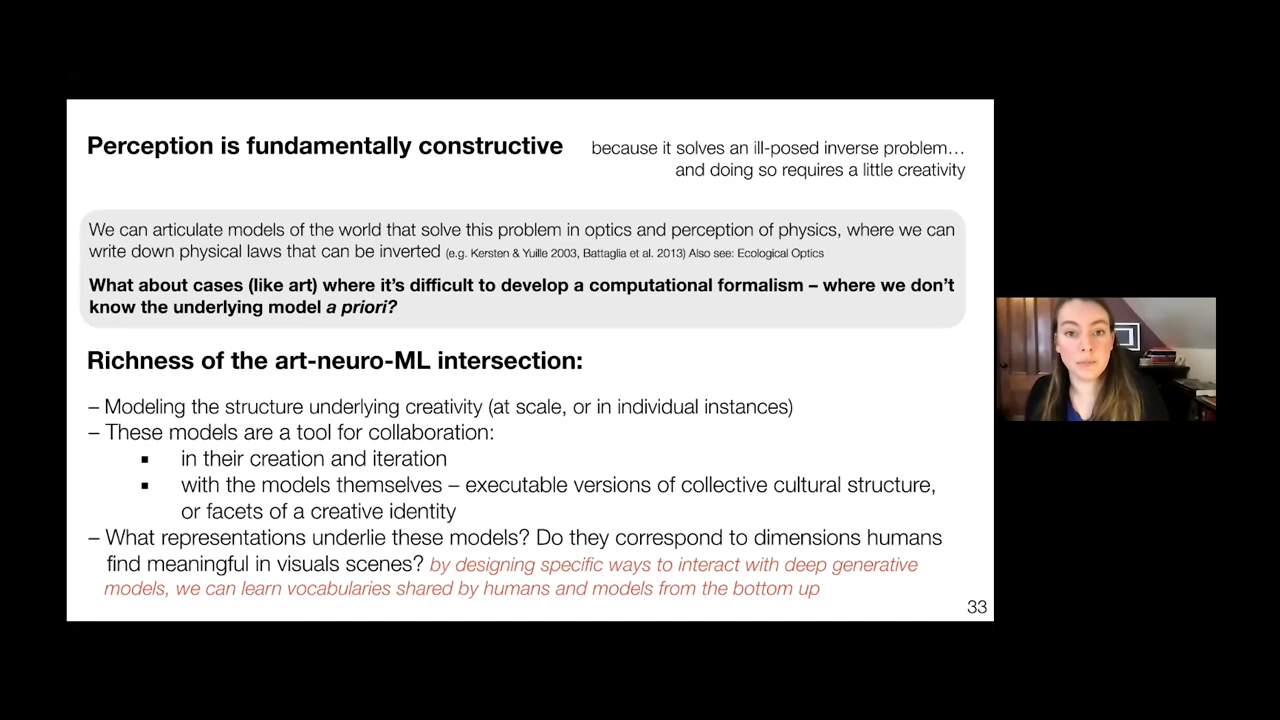 Perception is fundamentally constructive
because it solves an ill-posed inverse problem…
and doing so requires a little creativity
We can articulate models of the world that solve this problem in optics and perception of physics, where we can
write down physical laws that can be inverted (e.g. Kersten & Yuille 2003, Battaglia et al. 2013) Also see: Ecological Optics
What about cases (like art) where it's difficult to develop a computational formalism – where we don't
know the underlying model a priori?
Richness of the art-neuro-ML intersection:
– Modeling the structure underlying creativity (at scale, or in individual instances)
– These models are a tool for collaboration:
▪ in their creation and iteration
▪ with the models themselves – executable versions of collective cultural structure,
or facets of a creative identity
– What representations underlie these models? Do they correspond to dimensions humans
find meaningful in visuals scenes? by designing specific ways to interact with deep generative
models, we can learn vocabularies shared by humans and models from the bottom up
33